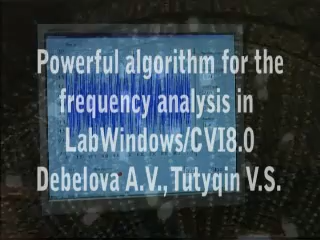 Powerful algorithm for the
frequency analysis in
LabWindows/CVI8.0
Debelova A.V., Tutyqin V.S.